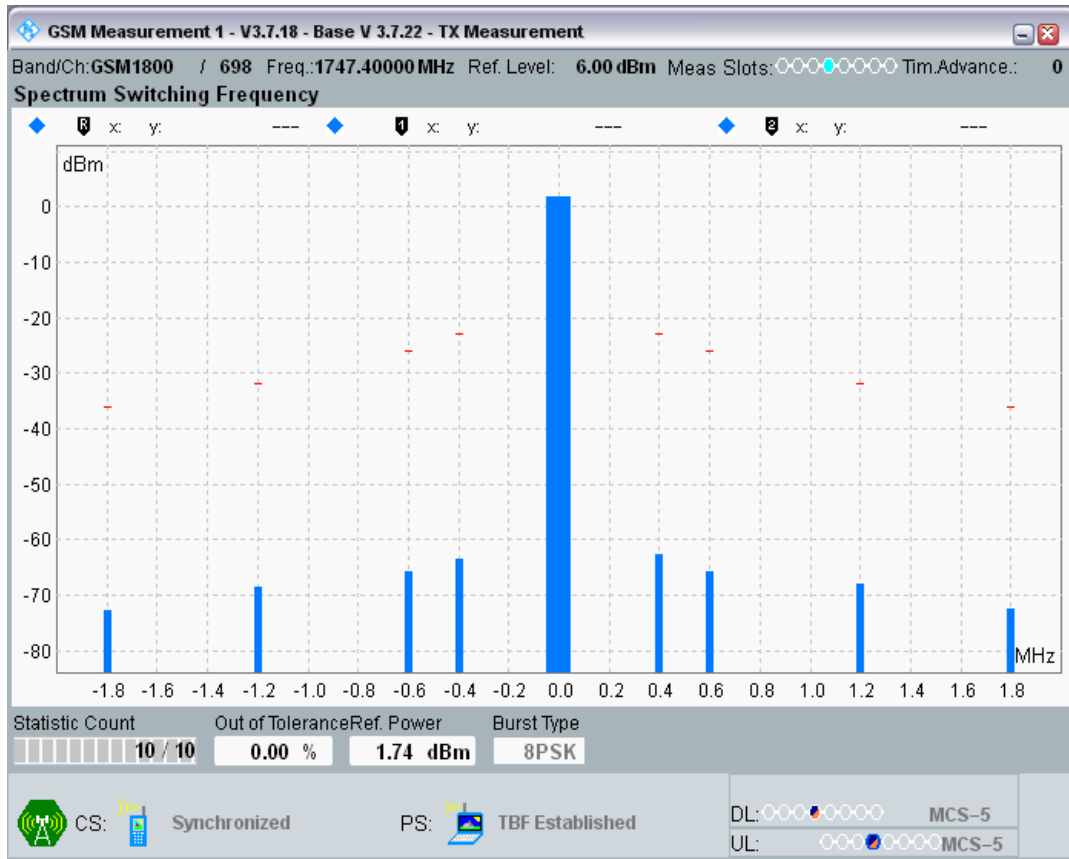 GSM Measurement 1 - V3.7.18 - Base V 3.7.22 - TX Measurement
Band/Ch:GSM1800 / 698 Freq.:1747.40000 MHz Ref. Level: 6.00 dBm Meas Slots: Tim.Advance.: 0
Spectrum Switching Frequency
R x: y: --- 1 x: y: --- 2 x: y: ---
dBm
0
-10
-20
-30
-40
-50
-60
-70
-80
MHz
-1.8 -1.6 -1.4 -1.2 -1.0 -0.8 -0.6 -0.4 -0.2 0.0 0.2 0.4 0.6 0.8 1.0 1.2 1.4 1.6 1.8
Statistic Count Out of Tolerance Ref. Power Burst Type
10 / 10 0.00 % 1.74 dBm 8PSK
CS: Synchronized PS: TBF Established
DL: MCS-5
UL: MCS-5